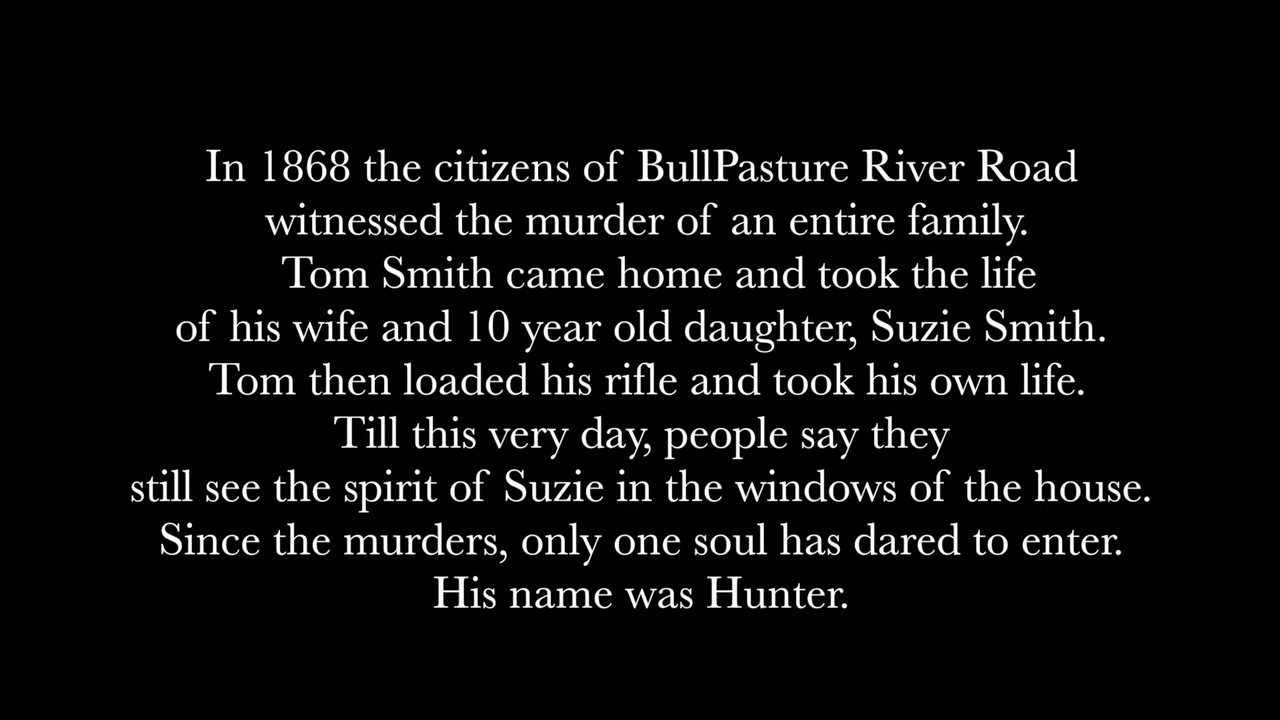 In 1868 the citizens of BullPasture River Road
witnessed the murder of an entire family.
Tom Smith came home and took the life
of his wife and 10 year old daughter, Suzie Smith.
Tom then loaded his rifle and took his own life.
Till this very day, people say they
still see the spirit of Suzie in the windows of the house.
Since the murders, only one soul has dared to enter.
His name was Hunter.